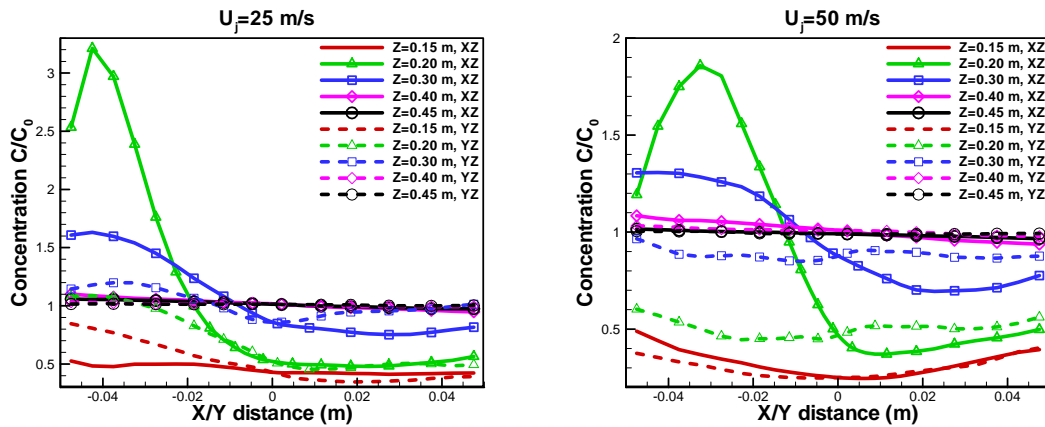 U_j=25 m/s
Concentration C/C_0
3
2.5
2
1.5
1
0.5
-0.04
-0.02
0
0.02
0.04
X/Y distance (m)
Z=0.15 m, XZ
Z=0.20 m, XZ
Z=0.30 m, XZ
Z=0.40 m, XZ
Z=0.45 m, XZ
Z=0.15 m, YZ
Z=0.20 m, YZ
Z=0.30 m, YZ
Z=0.40 m, YZ
Z=0.45 m, YZ
U_j=50 m/s
Concentration C/C_0
2
1.5
1
0.5
-0.04
-0.02
0
0.02
0.04
X/Y distance (m)
Z=0.15 m, XZ
Z=0.20 m, XZ
Z=0.30 m, XZ
Z=0.40 m, XZ
Z=0.45 m, XZ
Z=0.15 m, YZ
Z=0.20 m, YZ
Z=0.30 m, YZ
Z=0.40 m, YZ
Z=0.45 m, YZ